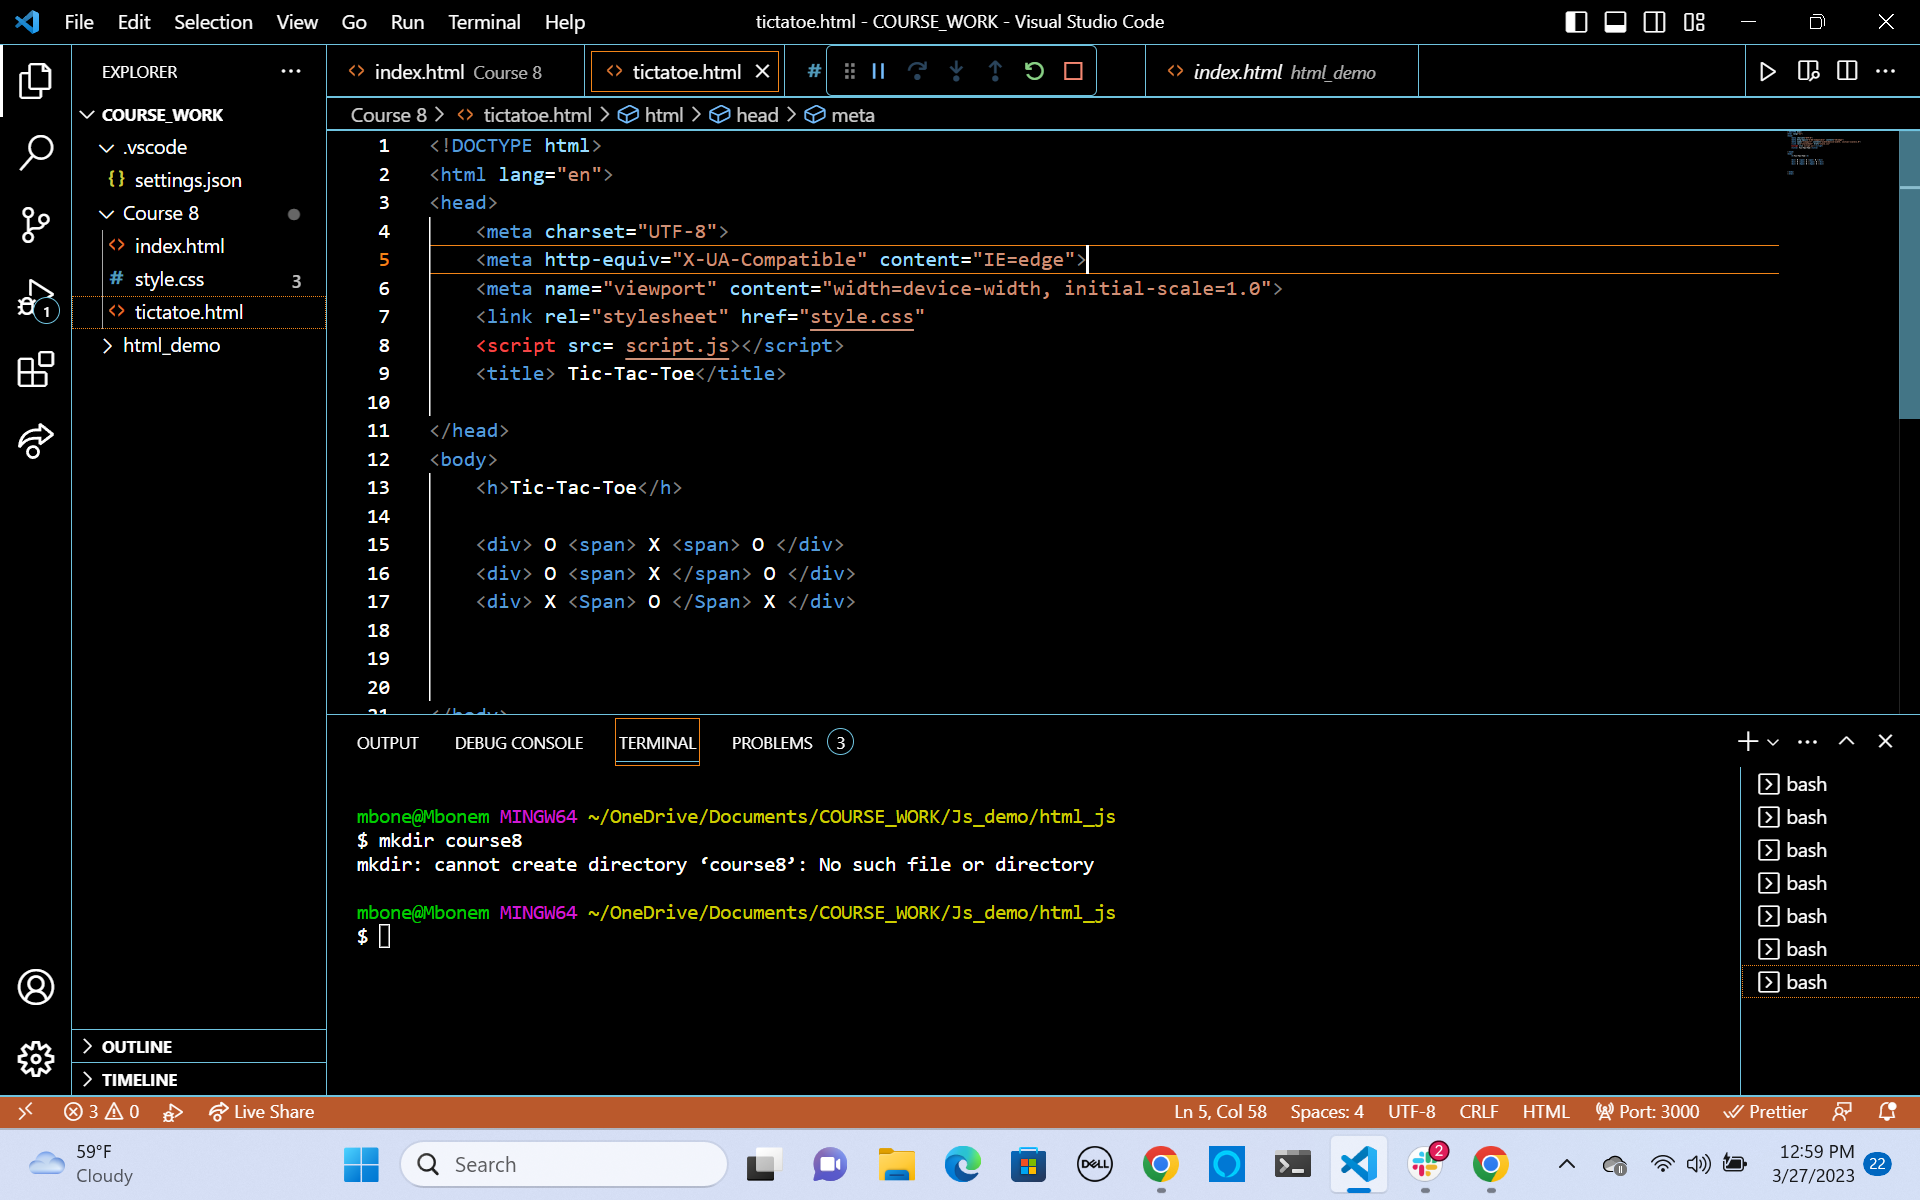 File Edit Selection View Go Run Terminal Help
tictatoe.html - COURSE_WORK - Visual Studio Code
EXPLORER
index.html Course 8
tictatoe.html
#
index.html html_demo
COURSE_WORK
.vscode
{} settings.json
Course 8
index.html
# style.css 3
tictatoe.html
html_demo
1
Course 8 > tictatoe.html > html > head > meta
1 <!DOCTYPE html>
2 <html lang="en">
3 <head>
4 <meta charset="UTF-8">
5 <meta http-equiv="X-UA-Compatible" content="IE=edge">
6 <meta name="viewport" content="width=device-width, initial-scale=1.0">
7 <link rel="stylesheet" href="style.css"
8 <script src= script.js></script>
9 <title> Tic-Tac-Toe</title>
10
11 </head>
12 <body>
13 <h>Tic-Tac-Toe</h>
14
15 <div> O <span> X <span> O </div>
16 <div> O <span> X </span> O </div>
17 <div> X <Span> O </Span> X </div>
18
19
20
21 </body>
OUTPUT DEBUG CONSOLE TERMINAL PROBLEMS 3
mbone@Mbonem MINGW64 ~/OneDrive/Documents/COURSE_WORK/Js_demo/html_js
$ mkdir course8
mkdir: cannot create directory ‘course8’: No such file or directory
mbone@Mbonem MINGW64 ~/OneDrive/Documents/COURSE_WORK/Js_demo/html_js
$
bash
bash
bash
bash
bash
bash
bash
OUTLINE
TIMELINE
3 0 Live Share
Ln 5, Col 58 Spaces: 4 UTF-8 CRLF HTML Port: 3000 Prettier
59°F
Cloudy
Search
DELL
2
12:59 PM
3/27/2023
22